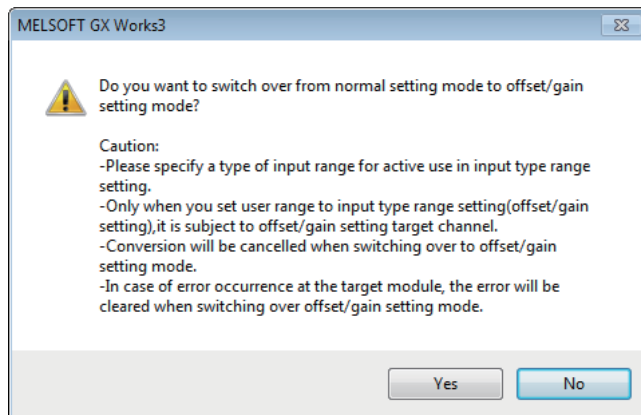 MELSOFT GX Works3
Do you want to switch over from normal setting mode to offset/gain
setting mode?
Caution:
-Please specify a type of input range for active use in input type range
setting.
-Only when you set user range to input type range setting(offset/gain
setting),it is subject to offset/gain setting target channel.
-Conversion will be cancelled when switching over to offset/gain
setting mode.
-In case of error occurrence at the target module, the error will be
cleared when switching over offset/gain setting mode.
Yes No